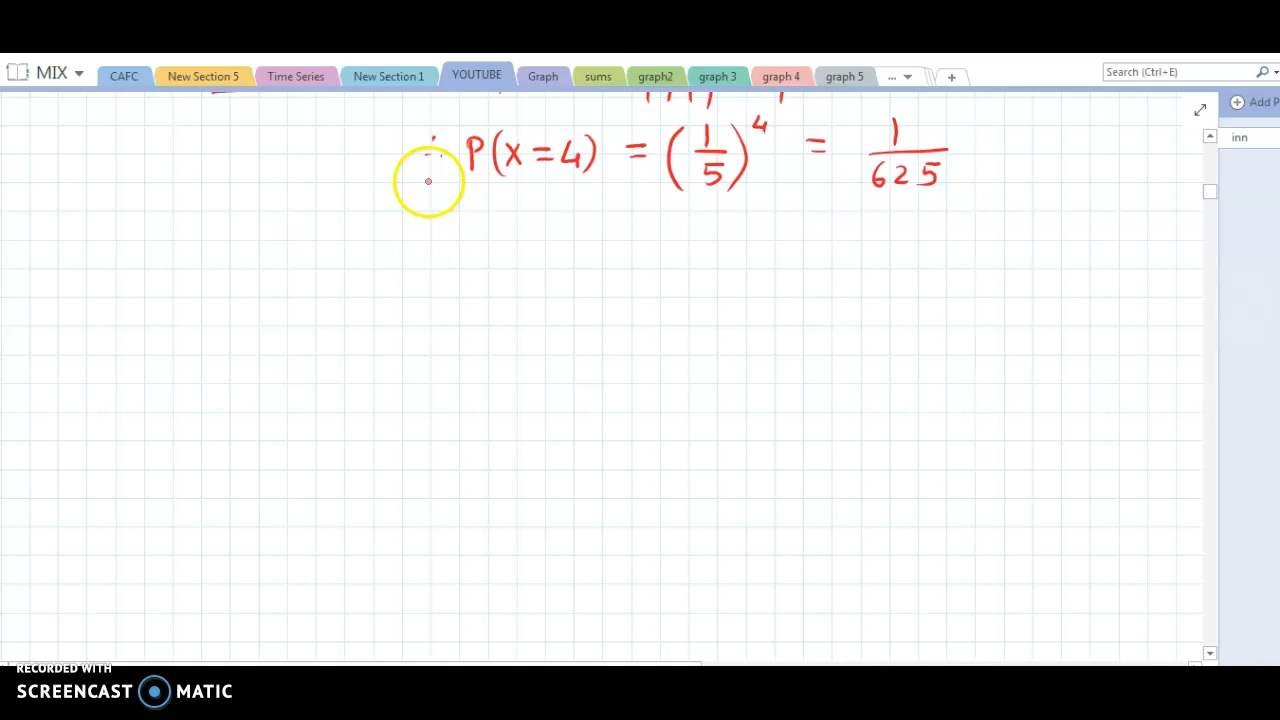 MIX CAFC New Section 5 Time Series New Section 1 YOUTUBE Graph sums graph2 graph 3 graph 4 graph 5 ... + Search (Ctrl+E)
Add P
inn
∴ P(x=4) = (1/5)^4 = 1/625
RECORDED WITH
SCREENCAST MATIC